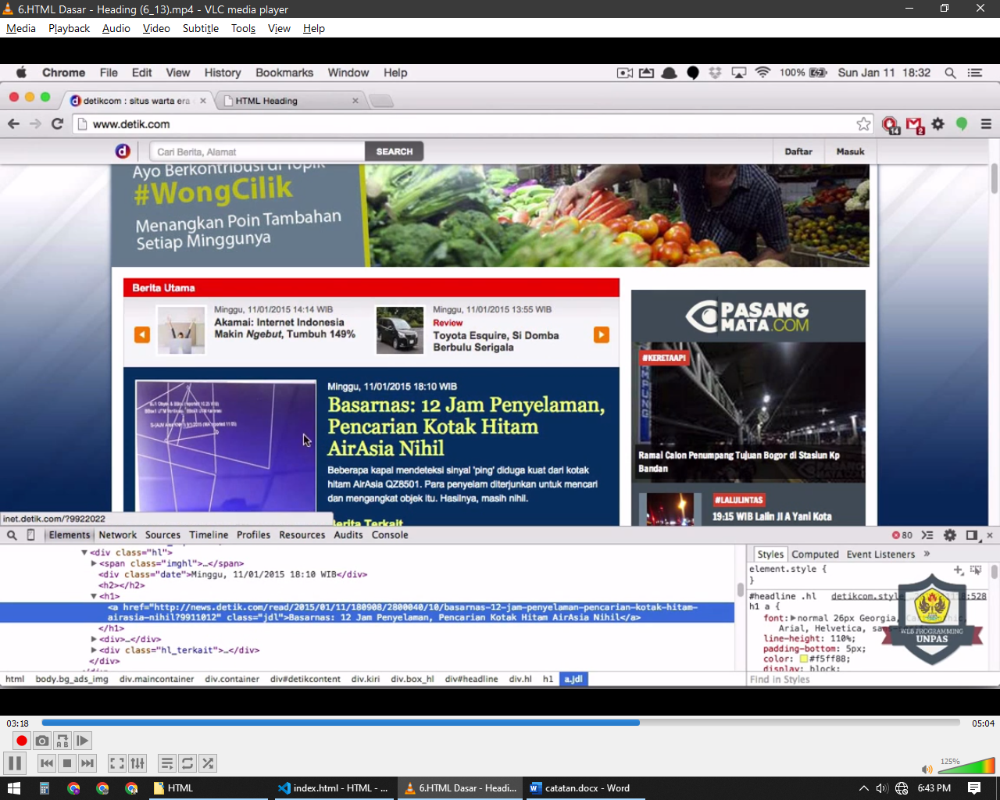 6.HTML Dasar - Heading (6_13).mp4 - VLC media player
Media Playback Audio Video Subtitle Tools View Help
Chrome File Edit View History Bookmarks Window Help 100% Sun Jan 11 18:32
detikcom : situs warta era HTML Heading
www.detik.com 14 2
d Cari Berita, Alamat SEARCH Daftar Masuk
Ayo Berkontribusi di Topik
#WongCilik
Menangkan Poin Tambahan
Setiap Minggunya
Berita Utama
Minggu, 11/01/2015 14:14 WIB
Akamai: Internet Indonesia
Makin Ngebut, Tumbuh 149%
Minggu, 11/01/2015 13:55 WIB
Review
Toyota Esquire, Si Domba
Berbulu Serigala
Minggu, 11/01/2015 18:10 WIB
Basarnas: 12 Jam Penyelaman,
Pencarian Kotak Hitam
AirAsia Nihil
Beberapa kapal mendeteksi sinyal 'ping' diduga kuat dari kotak
hitam AirAsia QZ8501. Para penyelam diterjunkan untuk mencari
dan mengangkat objek itu. Hasilnya, masih nihil.
Berita Terkait
PASANG
MATA.COM
#KERETAAPI
Ramai Calon Penumpang Tujuan Bogor di Stasiun Kp
Bandan
#LALULINTAS
19:15 WIB Lalin Jl A Yani Kota
inet.detik.com/?9922022
Elements Network Sources Timeline Profiles Resources Audits Console 80
<div class="hl">
<span class="imghl">…</span>
<div class="date">Minggu, 11/01/2015 18:10 WIB</div>
<h2></h2>
<h1>
<a href="http://news.detik.com/read/2015/01/11/180908/2800040/10/basarnas-12-jam-penyelaman-pencarian-kotak-hitam-
airasia-nihil?9911012" class="jdl">Basarnas: 12 Jam Penyelaman, Pencarian Kotak Hitam AirAsia Nihil</a>
</h1>
<div>…</div>
<div class="hl_terkait">…</div>
</div>
html body.bg_ads_img div.maincontainer div.container div#detikcontent div.kiri div.box_hl div#headline div.hl h1 a.jdl
Styles Computed Event Listeners »
element.style {
}
#headline .hl
h1 a {
font: normal 26px Georgia,
Arial, Helvetica,
line-height: 110%;
padding-bottom: 5px;
color: #f5ff88;
display: block;
Find in Styles
WEB PROGRAMMING
UNPAS
03:18 05:04
125%
HTML index.html - HTML - ... 6.HTML Dasar - Headi... catatan.docx - Word 6:43 PM